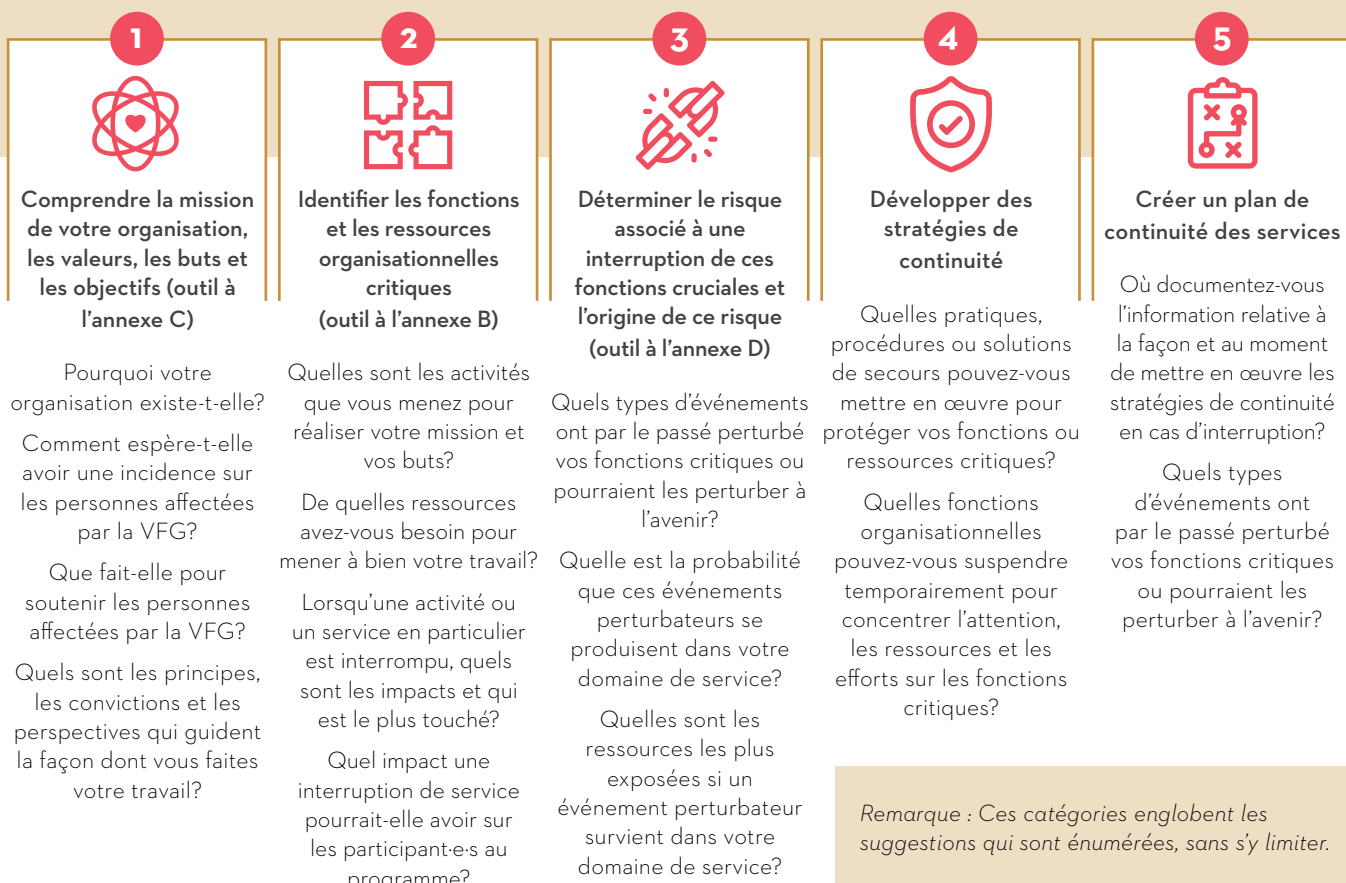 1
Comprendre la mission
de votre organisation,
les valeurs, les buts et
les objectifs (outil à
l'annexe C)
Pourquoi votre
organisation existe-t-elle?
Comment espère-t-elle
avoir une incidence sur
les personnes affectées
par la VFG?
Que fait-elle pour
soutenir les personnes
affectées par la VFG?
Quels sont les principes,
les convictions et les
perspectives qui guident
la façon dont vous faites
votre travail?
2
Identifier les fonctions
et les ressources
organisationnelles
critiques
(outil à l'annexe B)
Quelles sont les activités
que vous menez pour
réaliser votre mission et
vos buts?
De quelles ressources
avez-vous besoin pour
mener à bien votre travail?
Lorsqu'une activité ou
un service en particulier
est interrompu, quels
sont les impacts et qui
est le plus touché?
Quel impact une
interruption de service
pourrait-elle avoir sur
les participant·e·s au
programme?
3
Déterminer le risque
associé à une
interruption de ces
fonctions cruciales et
l'origine de ce risque
(outil à l'annexe D)
Quels types d'événements
ont par le passé perturbé
vos fonctions critiques ou
pourraient les perturber à
l'avenir?
Quelle est la probabilité
que ces événements
perturbateurs se
produisent dans votre
domaine de service?
Quelles sont les
ressources les plus
exposées si un
événement perturbateur
survient dans votre
domaine de service?
4
Développer des
stratégies de
continuité
Quelles pratiques,
procédures ou solutions
de secours pouvez-vous
mettre en œuvre pour
protéger vos fonctions ou
ressources critiques?
Quelles fonctions
organisationnelles
pouvez-vous suspendre
temporairement pour
concentrer l'attention,
les ressources et les
efforts sur les fonctions
critiques?
5
Créer un plan de
continuité des services
Où documentez-vous
l'information relative à
la façon et au moment
de mettre en œuvre les
stratégies de continuité
en cas d'interruption?
Quels types
d'événements ont
par le passé perturbé
vos fonctions critiques
ou pourraient les
perturber à l'avenir?
Remarque : Ces catégories englobent les
suggestions qui sont énumérées, sans s'y limiter.